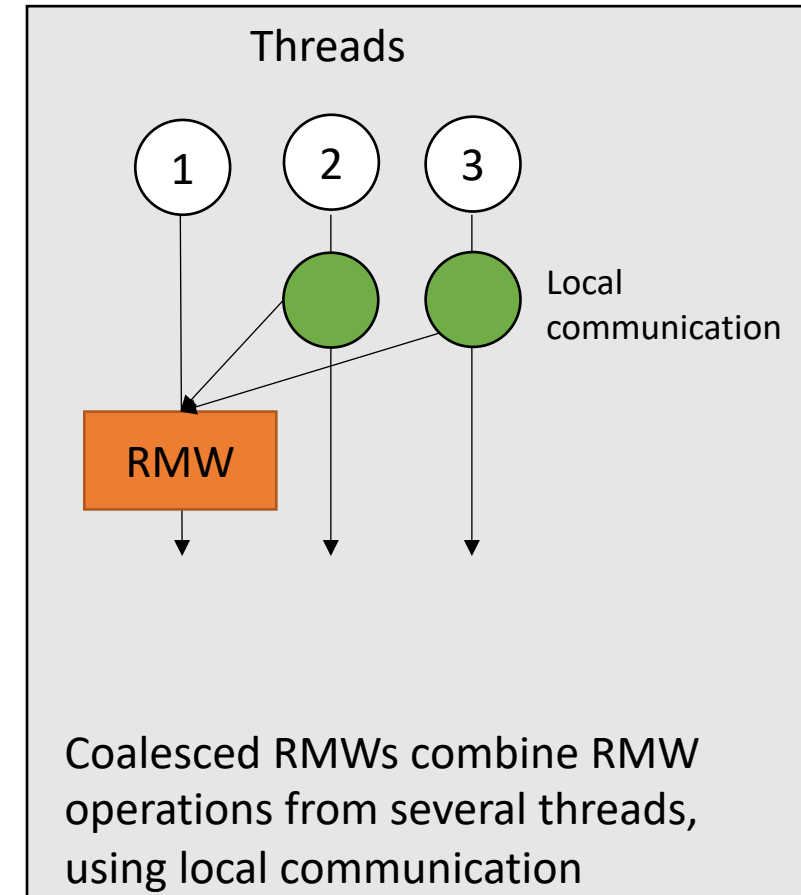 Threads
1 2 3
Local
communication
RMW
Coalesced RMWs combine RMW
operations from several threads,
using local communication